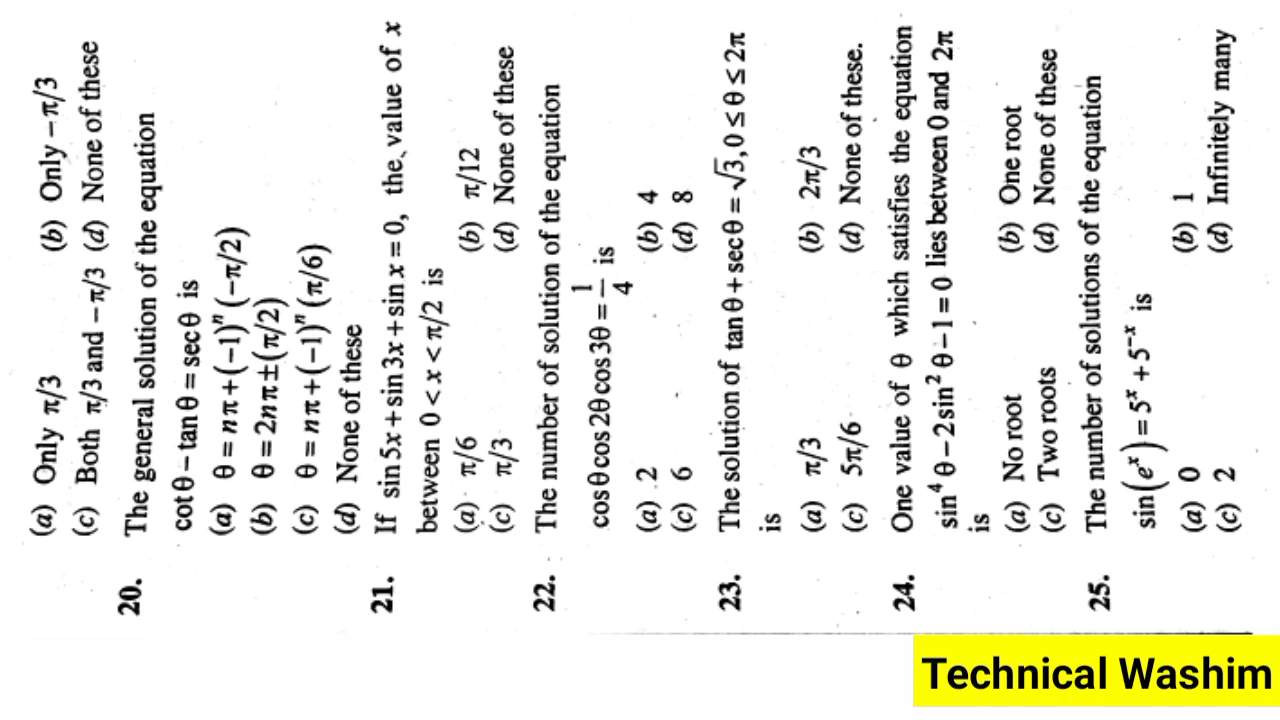 (a) Only π/3 (b) Only −π/3
(c) Both π/3 and −π/3 (d) None of these
20. The general solution of the equation
cot θ − tan θ = sec θ is
(a) θ = nπ + (−1)ⁿ (−π/2)
(b) θ = 2nπ ± (π/2)
(c) θ = nπ + (−1)ⁿ (π/6)
(d) None of these
21. If sin 5x + sin 3x + sin x = 0, the value of x
between 0 < x < π/2 is
(a) π/6 (b) π/12
(c) π/3 (d) None of these
22. The number of solution of the equation
cos θ cos 2θ cos 3θ = 1/4 is
(a) 2 (b) 4
(c) 6 (d) 8
23. The solution of tan θ + sec θ = √3, 0 ≤ θ ≤ 2π
is
(a) π/3 (b) 2π/3
(c) 5π/6 (d) None of these.
24. One value of θ which satisfies the equation
sin⁴ θ − 2 sin² θ − 1 = 0 lies between 0 and 2π
is
(a) No root (b) One root
(c) Two roots (d) None of these
25. The number of solutions of the equation
sin(eˣ) = 5ˣ + 5⁻ˣ is
(a) 0 (b) 1
(c) 2 (d) Infinitely many
Technical Washim